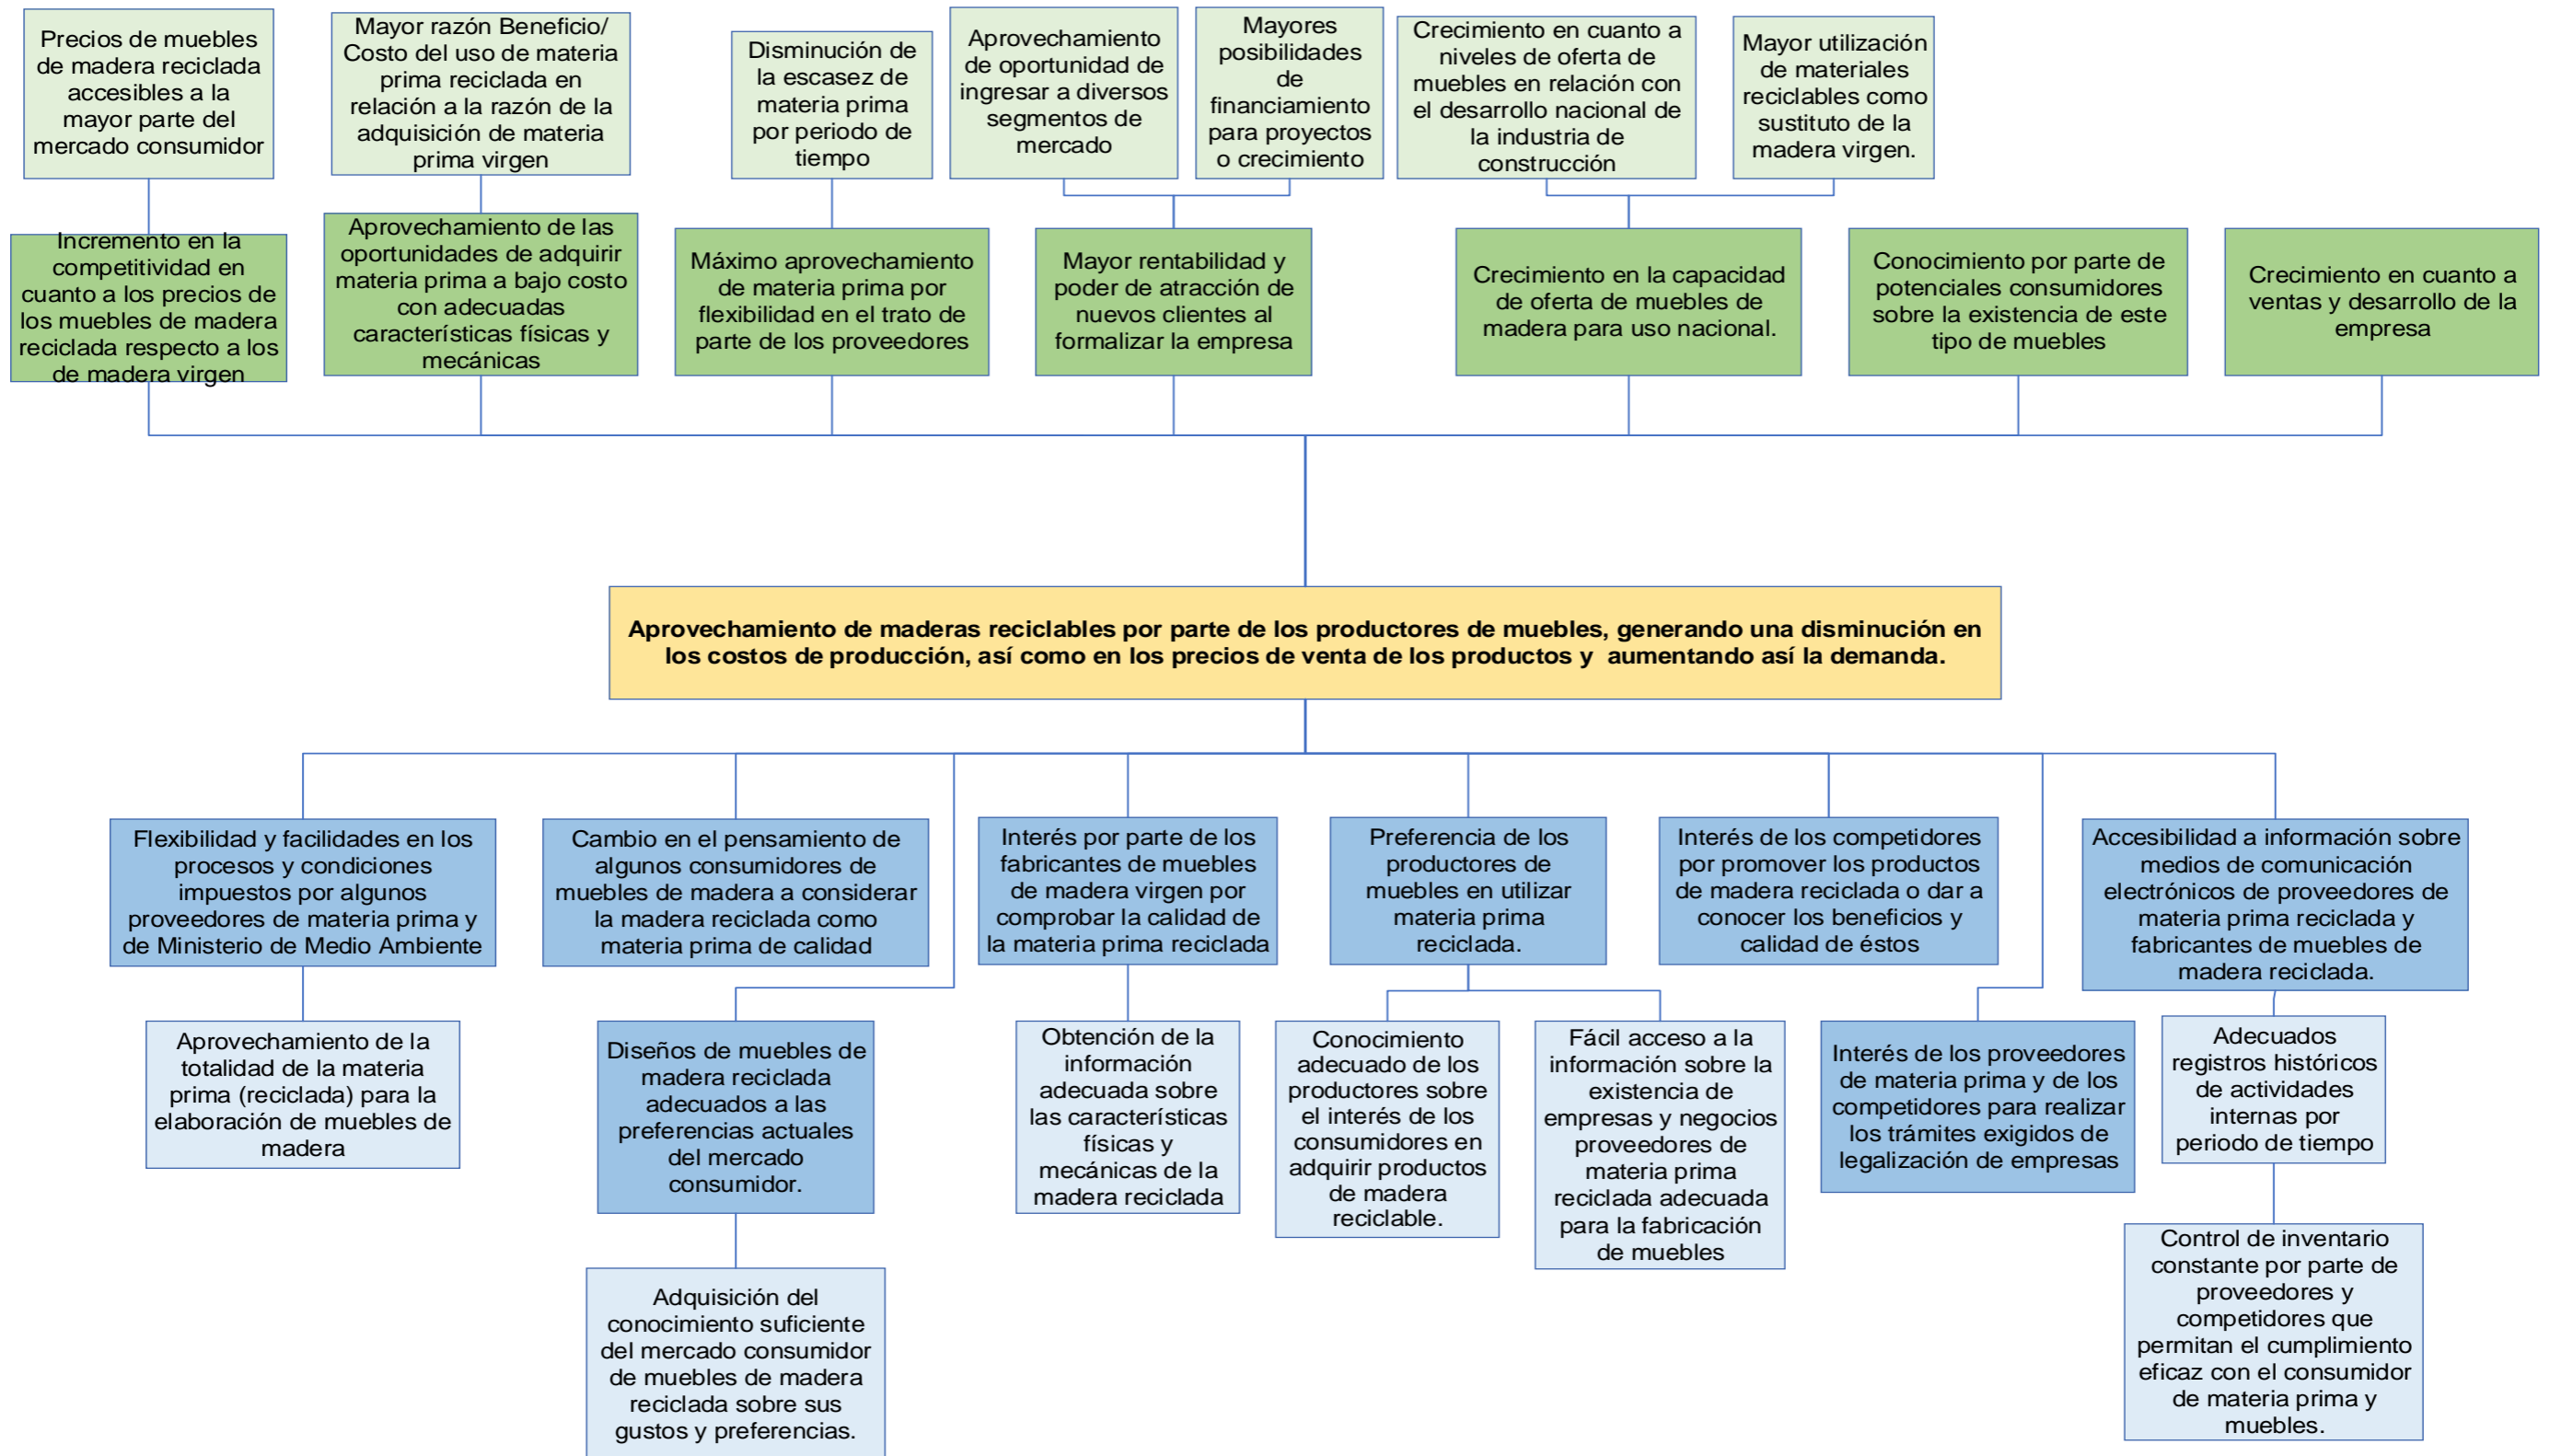 Precios de muebles
de madera reciclada
accesibles a la
mayor parte del
mercado consumidor
Mayor razón Beneficio/
Costo del uso de materia
prima reciclada en
relación a la razón de la
adquisición de materia
prima virgen
Disminución de
la escasez de
materia prima
por periodo de
tiempo
Aprovechamiento
de oportunidad de
ingresar a diversos
segmentos de
mercado
Mayores
posibilidades
de
financiamiento
para proyectos
o crecimiento
Crecimiento en cuanto a
niveles de oferta de
muebles en relación con
el desarrollo nacional de
la industria de
construcción
Mayor utilización
de materiales
reciclables como
sustituto de la
madera virgen.
Incremento en la
competitividad en
cuanto a los precios de
los muebles de madera
reciclada respecto a los
de madera virgen
Aprovechamiento de las
oportunidades de adquirir
materia prima a bajo costo
con adecuadas
características físicas y
mecánicas
Máximo aprovechamiento
de materia prima por
flexibilidad en el trato de
parte de los proveedores
Mayor rentabilidad y
poder de atracción de
nuevos clientes al
formalizar la empresa
Crecimiento en la capacidad
de oferta de muebles de
madera para uso nacional.
Conocimiento por parte de
potenciales consumidores
sobre la existencia de este
tipo de muebles
Crecimiento en cuanto a
ventas y desarrollo de la
empresa
Aprovechamiento de maderas reciclables por parte de los productores de muebles, generando una disminución en
los costos de producción, así como en los precios de venta de los productos y aumentando así la demanda.
Flexibilidad y facilidades en los
procesos y condiciones
impuestos por algunos
proveedores de materia prima y
de Ministerio de Medio Ambiente
Cambio en el pensamiento de
algunos consumidores de
muebles de madera a considerar
la madera reciclada como
materia prima de calidad
Interés por parte de los
fabricantes de muebles
de madera virgen por
comprobar la calidad de
la materia prima reciclada
Preferencia de los
productores de
muebles en utilizar
materia prima
reciclada.
Interés de los competidores
por promover los productos
de madera reciclada o dar a
conocer los beneficios y
calidad de éstos
Accesibilidad a información sobre
medios de comunicación
electrónicos de proveedores de
materia prima reciclada y
fabricantes de muebles de
madera reciclada.
Aprovechamiento de la
totalidad de la materia
prima (reciclada) para la
elaboración de muebles de
madera
Diseños de muebles de
madera reciclada
adecuados a las
preferencias actuales
del mercado
consumidor.
Obtención de la
información
adecuada sobre
las características
físicas y
mecánicas de la
madera reciclada
Conocimiento
adecuado de los
productores sobre
el interés de los
consumidores en
adquirir productos
de madera
reciclable.
Fácil acceso a la
información sobre la
existencia de
empresas y negocios
proveedores de
materia prima
reciclada adecuada
para la fabricación
de muebles
Interés de los proveedores
de materia prima y de los
competidores para realizar
los trámites exigidos de
legalización de empresas
Adecuados
registros históricos
de actividades
internas por
periodo de tiempo
Adquisición del
conocimiento suficiente
del mercado consumidor
de muebles de madera
reciclada sobre sus
gustos y preferencias.
Control de inventario
constante por parte de
proveedores y
competidores que
permitan el cumplimiento
eficaz con el consumidor
de materia prima y
muebles.